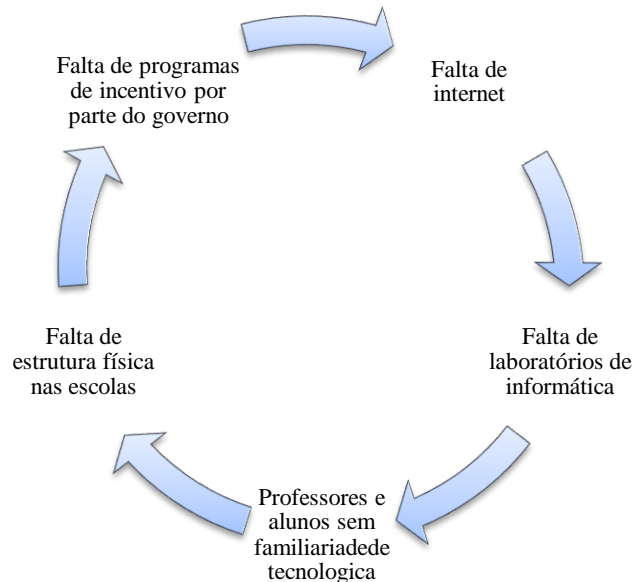 Falta de programas
de incentivo por
parte do governo
Falta de
internet
Falta de
laboratórios de
informática
Professores e
alunos sem
familiariadede
tecnologica
Falta de
estrutura física
nas escolas